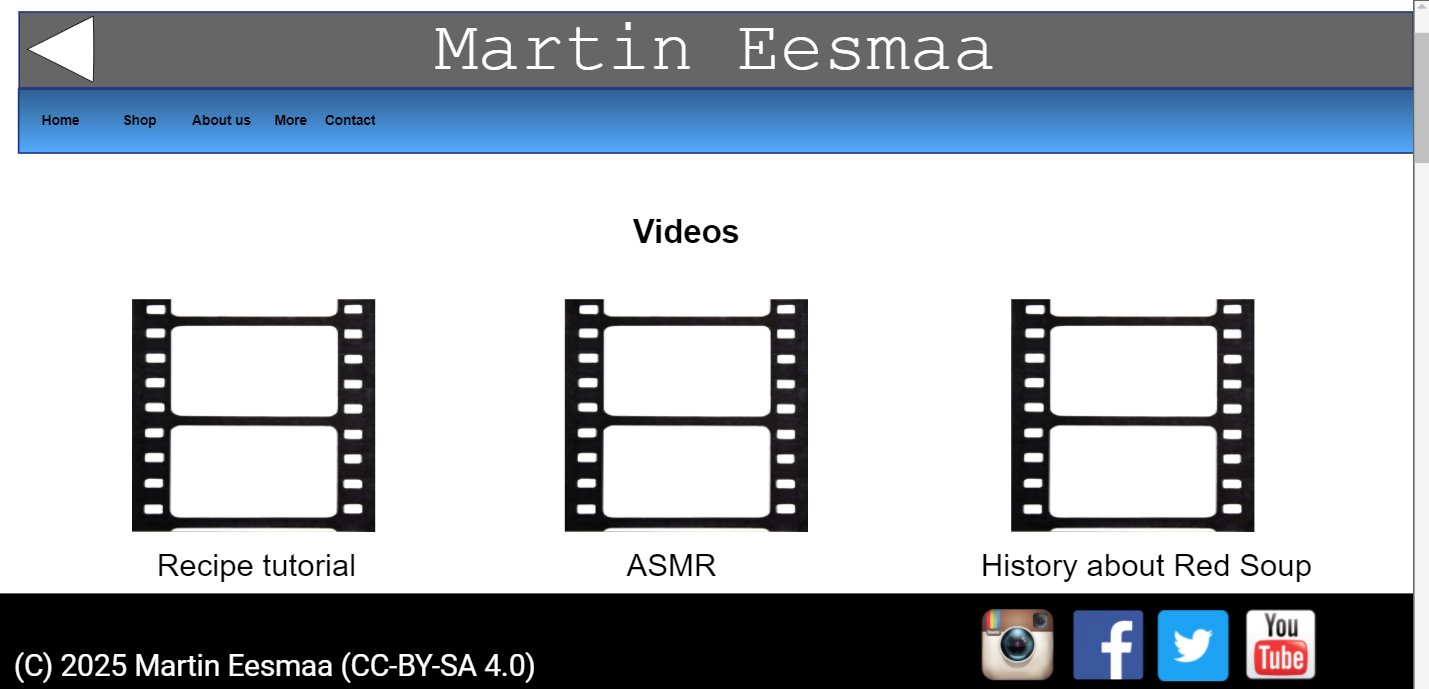 Martin Eesmaa
Home Shop About us More Contact
Videos
Recipe tutorial ASMR History about Red Soup
You
Tube
(C) 2025 Martin Eesmaa (CC-BY-SA 4.0)